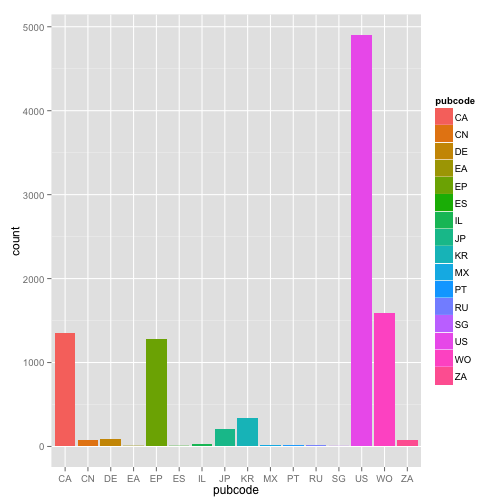 5000
4000
3000
2000
1000
0
count
CA CN DE EA EP ES IL JP KR MX PT RU SG US WO ZA
pubcode
pubcode
CA
CN
DE
EA
EP
ES
IL
JP
KR
MX
PT
RU
SG
US
WO
ZA